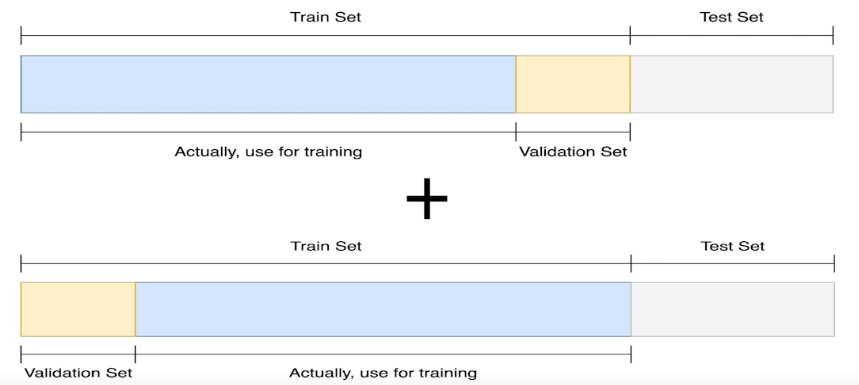 Train Set
Test Set
Actually, use for training
Validation Set
+
Train Set
Test Set
Validation Set
Actually, use for training